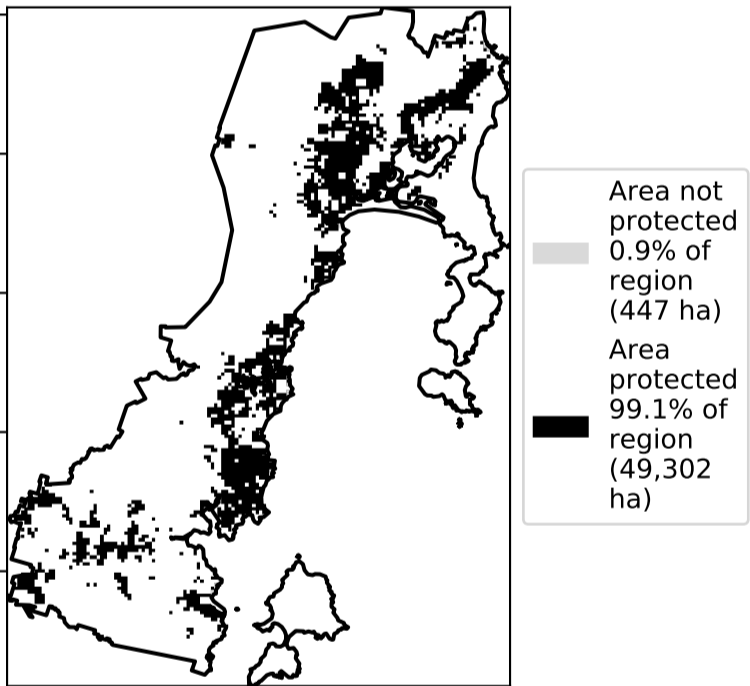 Area not
protected
0.9% of
region
(447 ha)
Area
protected
99.1% of
region
(49,302
ha)